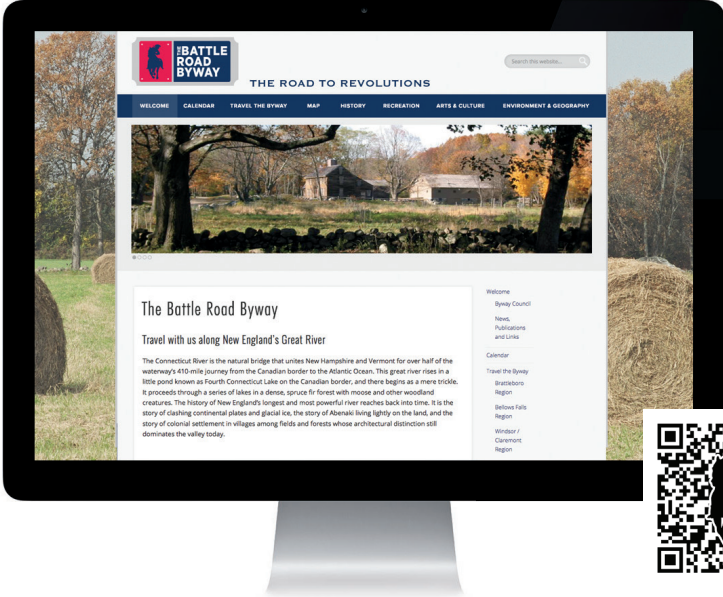 THE BATTLE
ROAD
BYWAY
THE ROAD TO REVOLUTIONS
Search this website...
WELCOME CALENDAR TRAVEL THE BYWAY MAP HISTORY RECREATION ARTS & CULTURE ENVIRONMENT & GEOGRAPHY
The Battle Road Byway
Travel with us along New England's Great River
The Connecticut River is the natural bridge that unites New Hampshire and Vermont for over half of the
waterway's 410-mile journey from the Canadian border to the Atlantic Ocean. This great river rises in a
little pond known as Fourth Connecticut Lake on the Canadian border, and there begins as a mere trickle.
It proceeds through a series of lakes in a dense, spruce fir forest with moose and other woodland
creatures. The history of New England's longest and most powerful river reaches back into time. It is the
story of clashing continental plates and glacial ice, the story of Abenaki living lightly on the land, and the
story of colonial settlement in villages among fields and forests whose architectural distinction still
dominates the valley today.
Welcome
Byway Council
News,
Publications
and Links
Calendar
Travel the Byway
Brattleboro
Region
Bellows Falls
Region
Windsor /
Claremont
Region